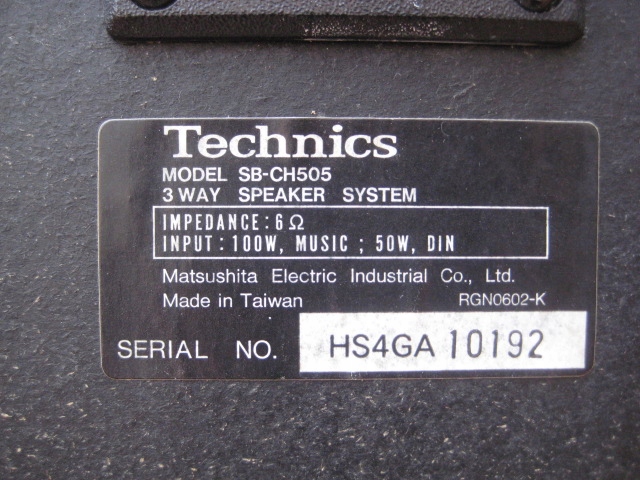 Technics
MODEL SB-CH505
3 WAY SPEAKER SYSTEM
IMPEDANCE: 6 Ω
INPUT: 100W, MUSIC ; 50W, DIN
Matsushita Electric Industrial Co., Ltd.
Made in Taiwan RGN0602-K
SERIAL NO. HS4GA 10192